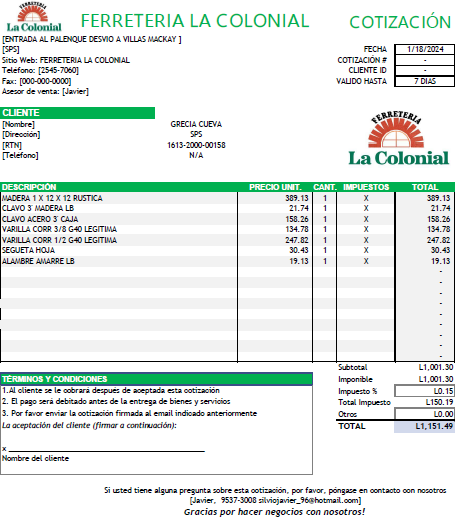 FERRETERIA
La Colonial
FERRETERIA LA COLONIAL
COTIZACIÓN
[ENTRADA AL PALENQUE DESVIO A VILLAS MACKAY ]
[SPS]
Sitio Web: FERRETERIA LA COLONIAL
Teléfono: [2545-7060]
Fax: [000-000-0000]
Asesor de venta: [Javier]
FECHA 1/18/2024
COTIZACIÓN # -
CLIENTE ID -
VALIDO HASTA 7 DIAS
CLIENTE
[Nombre] GRECIA CUEVA
[Dirección] SPS
[RTN] 1613-2000-00158
[Teléfono] N/A
FERRETERIA
La Colonial
DESCRIPCIÓN PRECIO UNIT. CANT. IMPUESTOS TOTAL
MADERA 1 X 12 X 12 RUSTICA 389.13 1 X 389.13
CLAVO 3´ MADERA LB 21.74 1 X 21.74
CLAVO ACERO 3´ CAJA 158.26 1 X 158.26
VARILLA CORR 3/8 G40 LEGITIMA 134.78 1 X 134.78
VARILLA CORR 1/2 G40 LEGITIMA 247.82 1 X 247.82
SEGUETA HOJA 30.43 1 X 30.43
ALAMBRE AMARRE LB 19.13 1 X 19.13
-
-
-
-
-
-
-
-
-
Subtotal L1,001.30
Imponible L1,001.30
Impuesto % L0.15
Total Impuesto L150.19
Otros L0.00
TOTAL L1,151.49
TÉRMINOS Y CONDICIONES
1.Al cliente se le cobrará después de aceptada esta cotización
2. El pago será debitado antes de la entrega de bienes y servicios
3. Por favor enviar la cotización firmada al email indicado anteriormente
La aceptación del cliente (firmar a continuación):
x
Nombre del cliente
Si usted tiene alguna pregunta sobre esta cotización, por favor, póngase en contacto con nosotros
[Javier, 9537-3008 silviojavier_96@hotmail.com]
Gracias por hacer negocios con nosotros!